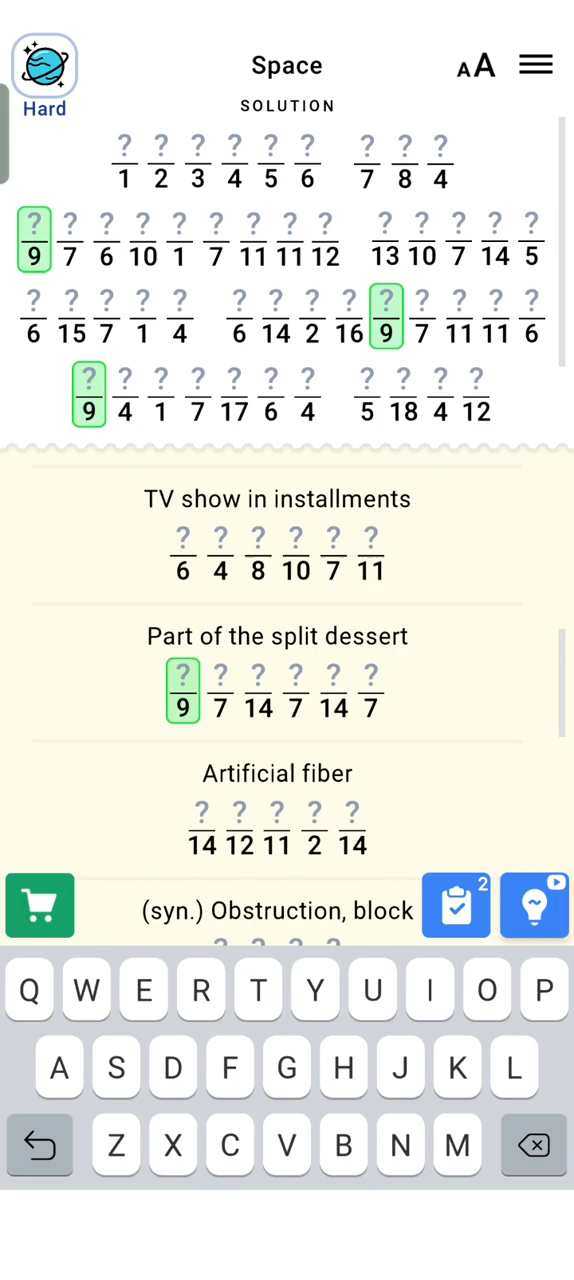 Space
Hard
SOLUTION
? ? ? ? ? ? ? ? ?
1 2 3 4 5 6 7 8 4
? ? ? ? ? ? ? ? ? ? ? ? ? ?
9 7 6 10 1 7 11 11 12 13 10 7 14 5
? ? ? ? ? ? ? ? ? ? ? ? ? ?
6 15 7 1 4 6 14 2 16 9 7 11 11 6
? ? ? ? ? ? ? ? ? ? ?
9 4 1 7 17 6 4 5 18 4 12
TV show in installments
? ? ? ? ? ?
6 4 8 10 7 11
Part of the split dessert
? ? ? ? ? ?
9 7 14 7 14 7
Artificial fiber
? ? ? ? ?
14 12 11 2 14
(syn.) Obstruction, block
2
Q W E R T Y U I O P
A S D F G H J K L
Z X C V B N M